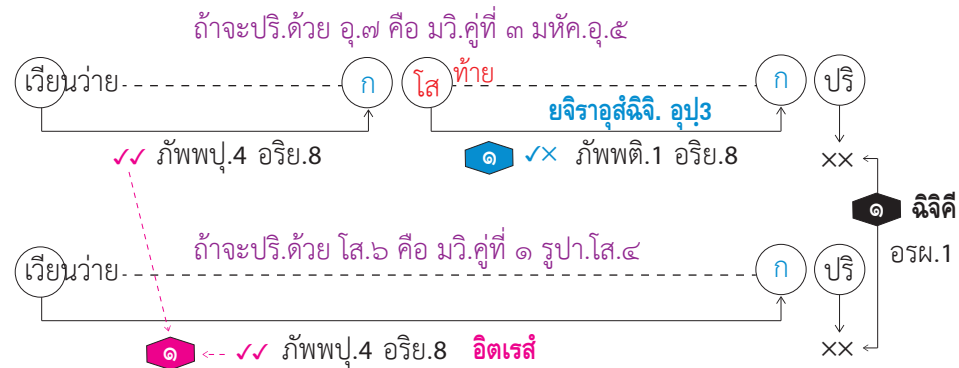 ถ้าจะปริ.ด้วย อุ.๗ คือ มวิ.คู่ที่ ๓ มหัค.อุ.๕
เวียนว่าย ก โส ท้าย ก ปริ
ยจิราอุสํฉิจิ. อุปฺ3
✓✓ ภัพพปุ.4 อริย.8 ๑ ✓× ภัพพติ.1 อริย.8 ××
๑ ฉิจิคี
ถ้าจะปริ.ด้วย โส.๖ คือ มวิ.คู่ที่ ๑ รูปา.โส.๔
อรผ.1
เวียนว่าย ก ปริ
๑ ✓✓ ภัพพปุ.4 อริย.8 อิตเรสํ ××